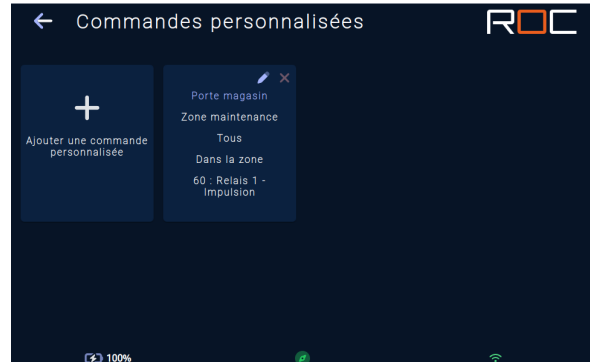 Commandes personnalisées
ROC
Ajouter une commande
personnalisée
Porte magasin
Zone maintenance
Tous
Dans la zone
60 : Relais 1 -
Impulsion
100%